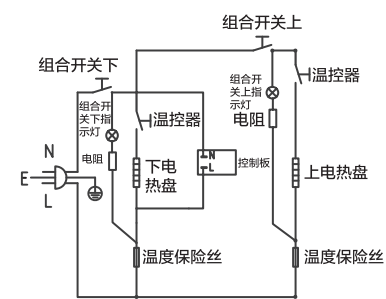 组合开关上
组合开关下
组合开
关上指
示灯
温控器
组合开
关下指
示灯
温控器
电阻
电阻
N
L
控制板
下电
热盘
上电热盘
N
E
L
温度保险丝
温度保险丝